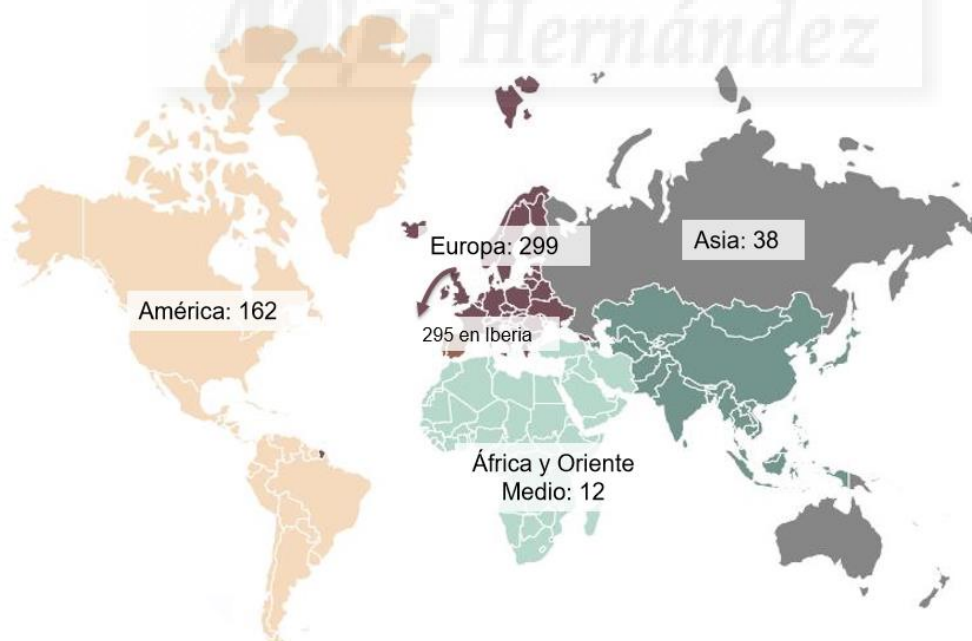 Hernández
Europa: 299
Asia: 38
América: 162
295 en Iberia
África y Oriente
Medio: 12